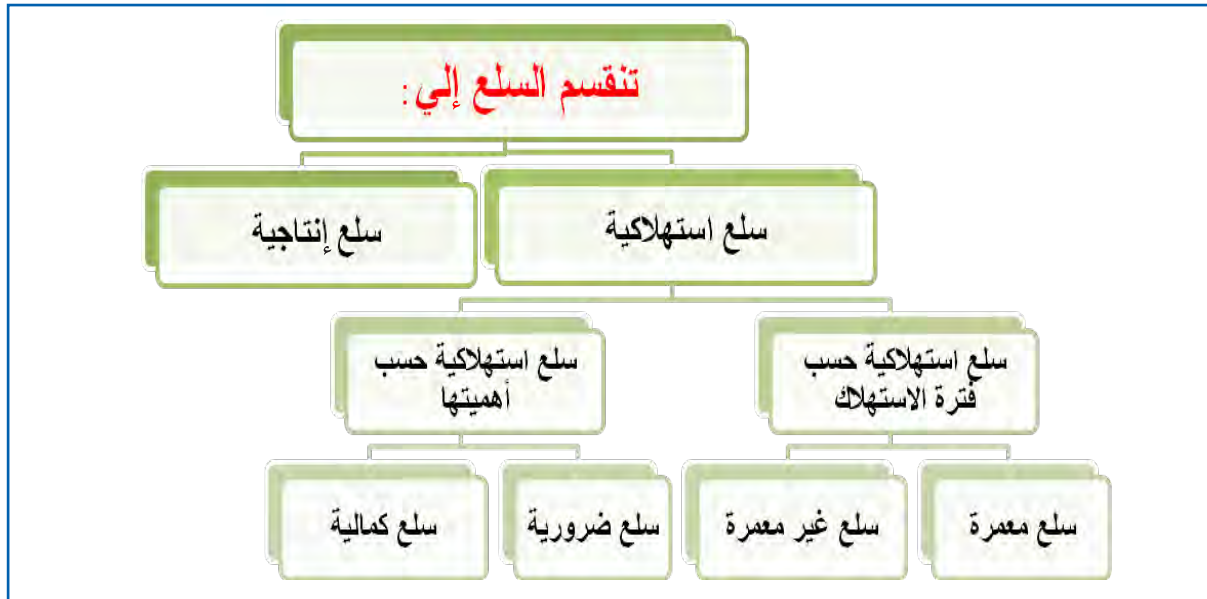 تنقسم السلع إلي:
سلع استهلاكية
سلع إنتاجية
سلع استهلاكية حسب
فترة الاستهلاك
سلع استهلاكية حسب
أهميتها
سلع معمرة
سلع غير معمرة
سلع ضرورية
سلع كمالية